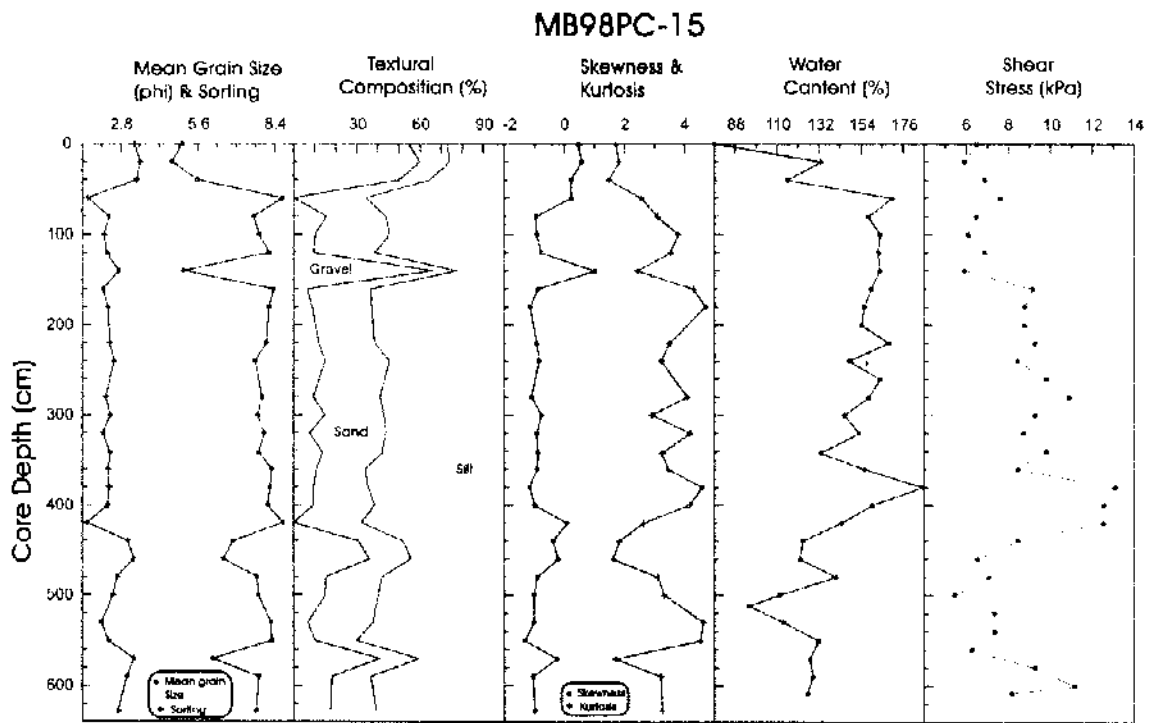 MB98PC-15
Mean Grain Size
(phi) & Sorling
Textural
Composition (%)
Skewness &
Kurtosis
Water
Cantent (%)
Shear
Stress (kPa)
2.8 5.6 8.4
30 60 90
-2 0 2 4
88 110 132 154 176
6 8 10 12 14
0
100
200
300
400
500
600
Core Depth (cm)
Gravel
Sand
Silt
Mean grain
Size
Sorting
Skewness
Kurtosis